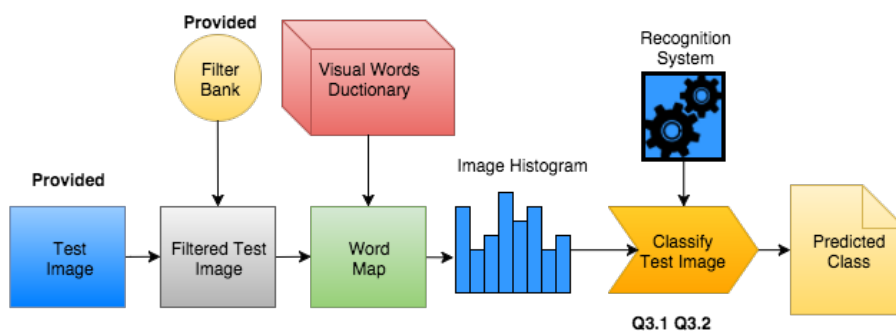 Provided
Filter
Bank
Visual Words
Ductionary
Recognition
System
Image Histogram
Provided
Test
Image
Filtered Test
Image
Word
Map
Classify
Test Image
Predicted
Class
Q3.1 Q3.2